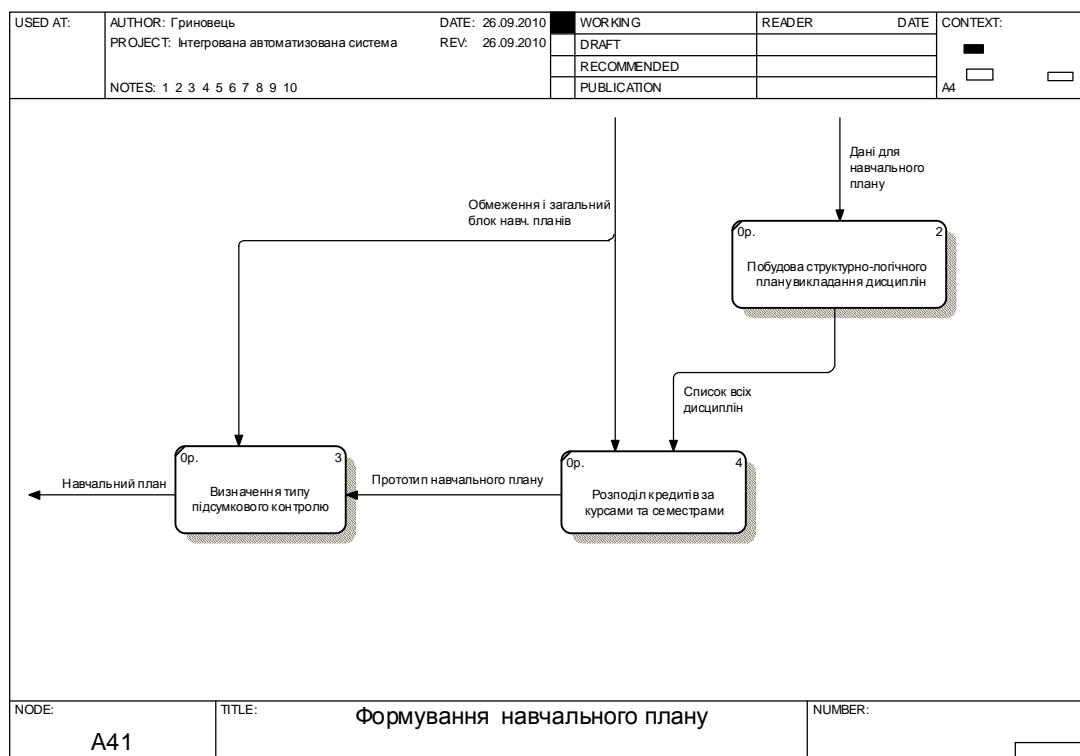 USED AT:
AUTHOR: Гриновець
DATE: 26.09.2010
WORKING
READER
DATE
CONTEXT:
PROJECT: Інтегрована автоматизована система
REV: 26.09.2010
DRAFT
RECOMMENDED
NOTES: 1 2 3 4 5 6 7 8 9 10
PUBLICATION
A4
Дані для
навчального
плану
Обмеження і загальний
блок навч. планів
0р. 2
Побудова структурно-логічного
плану викладання дисциплін
Список всіх
дисциплін
0р. 3
Визначення типу
підсумкового контролю
Навчальний план
Прототип навчального плану
0р. 4
Розподіл кредитів за
курсами та семестрами
NODE:
A41
TITLE:
Формування навчального плану
NUMBER: